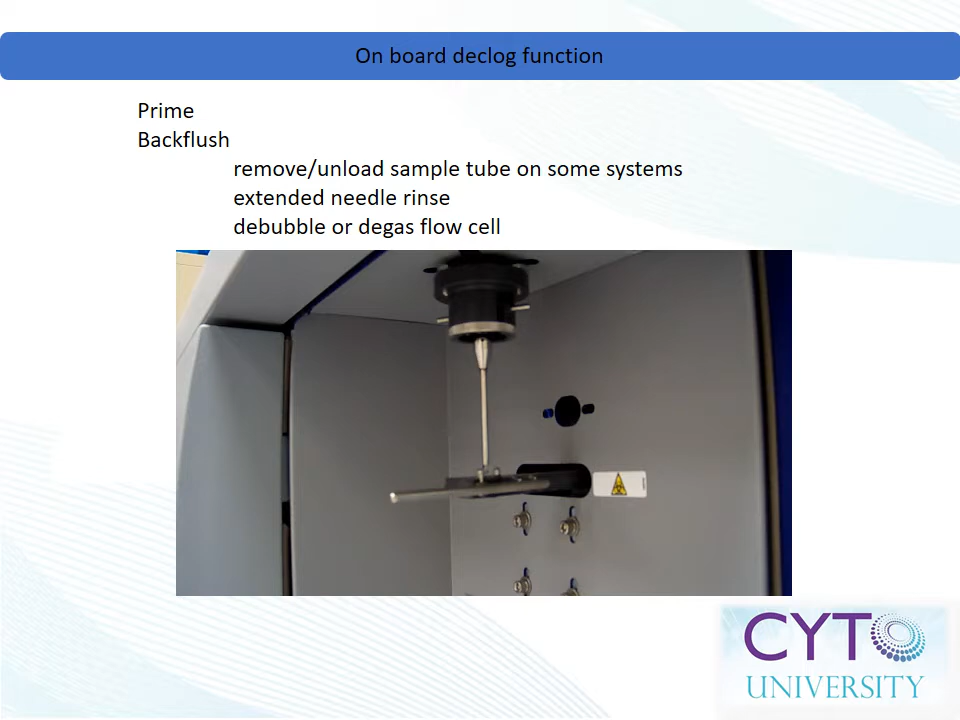 On board declog function
Prime
Backflush
remove/unload sample tube on some systems
extended needle rinse
debubble or degas flow cell
CYTO
UNIVERSITY